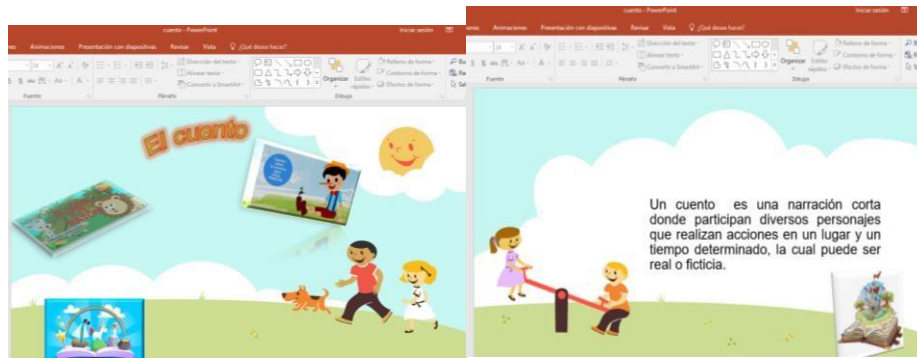 cuento - PowerPoint
Iniciar sesión
Animaciones Presentación con diapositivas Revisar Vista ¿Qué desea hacer?
Dirección del texto
Alinear texto
Convertir a SmartArt
Organizar
Estilos rápidos
Relleno de forma
Contorno de forma
Efectos de forma
Fuente Párrafo Dibujo
El cuento
cuento - PowerPoint
Iniciar sesión
Animaciones Presentación con diapositivas Revisar Vista ¿Qué desea hacer?
Dirección del texto
Alinear texto
Convertir a SmartArt
Organizar
Estilos rápidos
Relleno de forma
Contorno de forma
Efectos de forma
Fuente Párrafo Dibujo
Un cuento es una narración corta
donde participan diversos personajes
que realizan acciones en un lugar y un
tiempo determinado, la cual puede ser
real o ficticia.